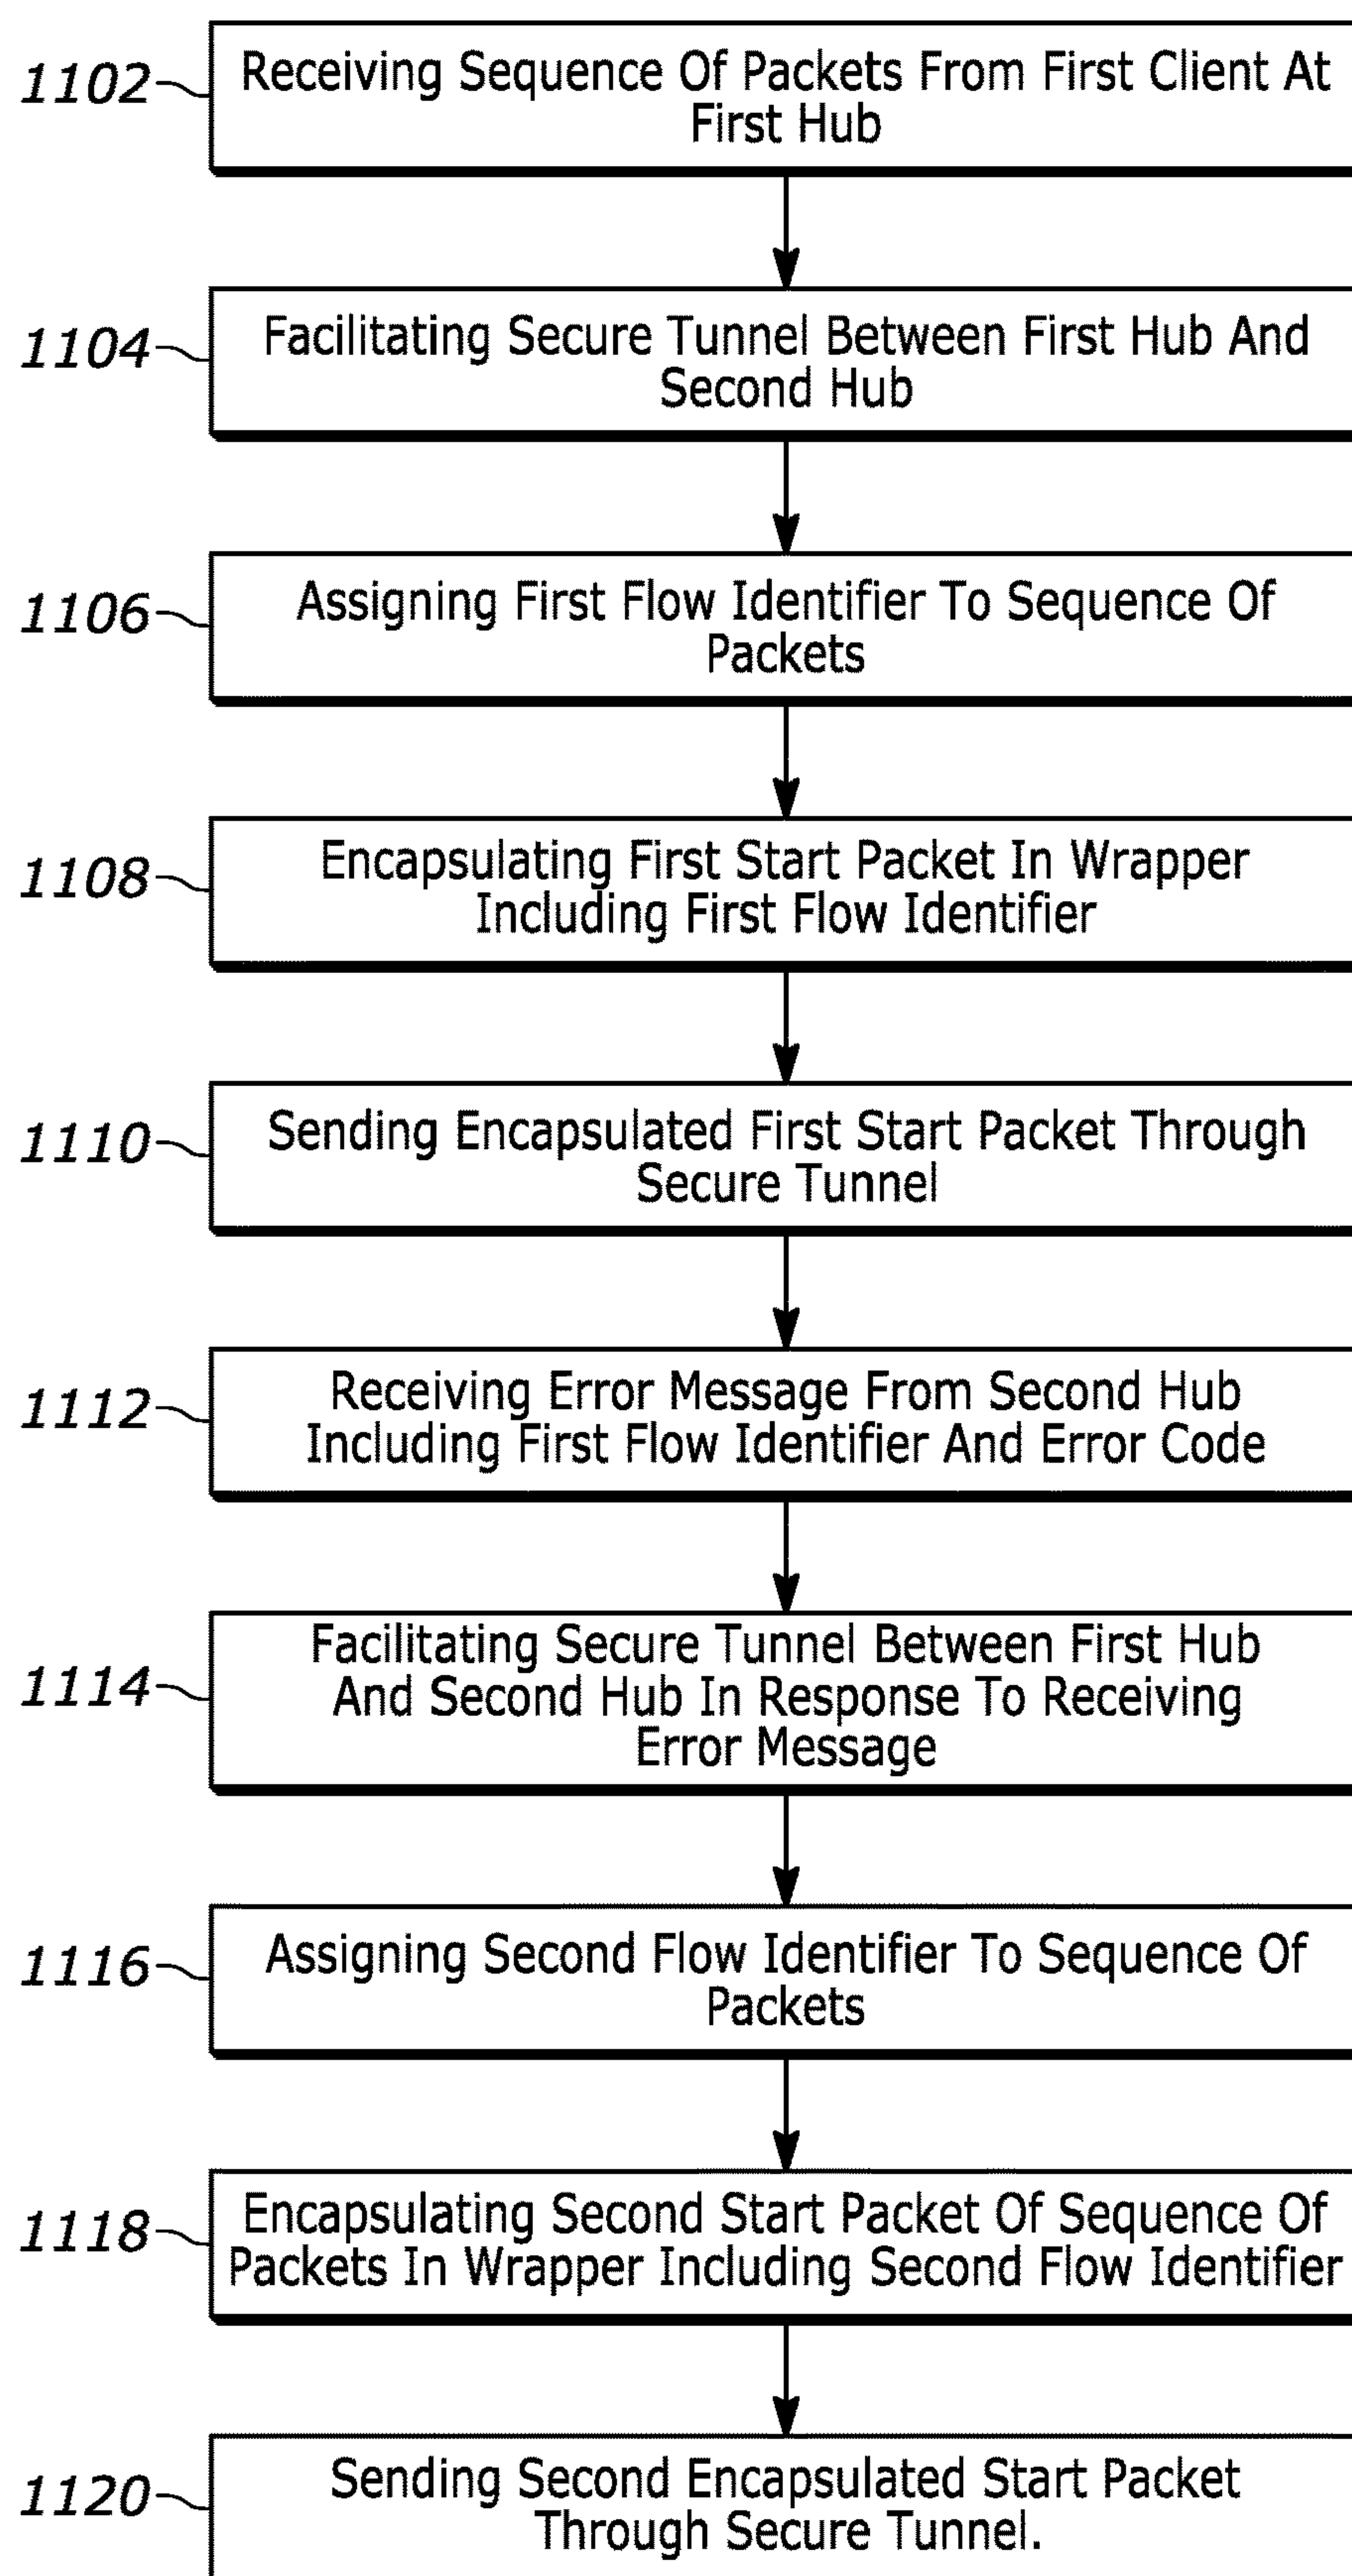 1102
Receiving Sequence Of Packets From First Client At
First Hub
1104
Facilitating Secure Tunnel Between First Hub And
Second Hub
1106
Assigning First Flow Identifier To Sequence Of
Packets
1108
Encapsulating First Start Packet In Wrapper
Including First Flow Identifier
1110
Sending Encapsulated First Start Packet Through
Secure Tunnel
1112
Receiving Error Message From Second Hub
Including First Flow Identifier And Error Code
1114
Facilitating Secure Tunnel Between First Hub
And Second Hub In Response To Receiving
Error Message
1116
Assigning Second Flow Identifier To Sequence Of
Packets
1118
Encapsulating Second Start Packet Of Sequence Of
Packets In Wrapper Including Second Flow Identifier
1120
Sending Second Encapsulated Start Packet
Through Secure Tunnel.